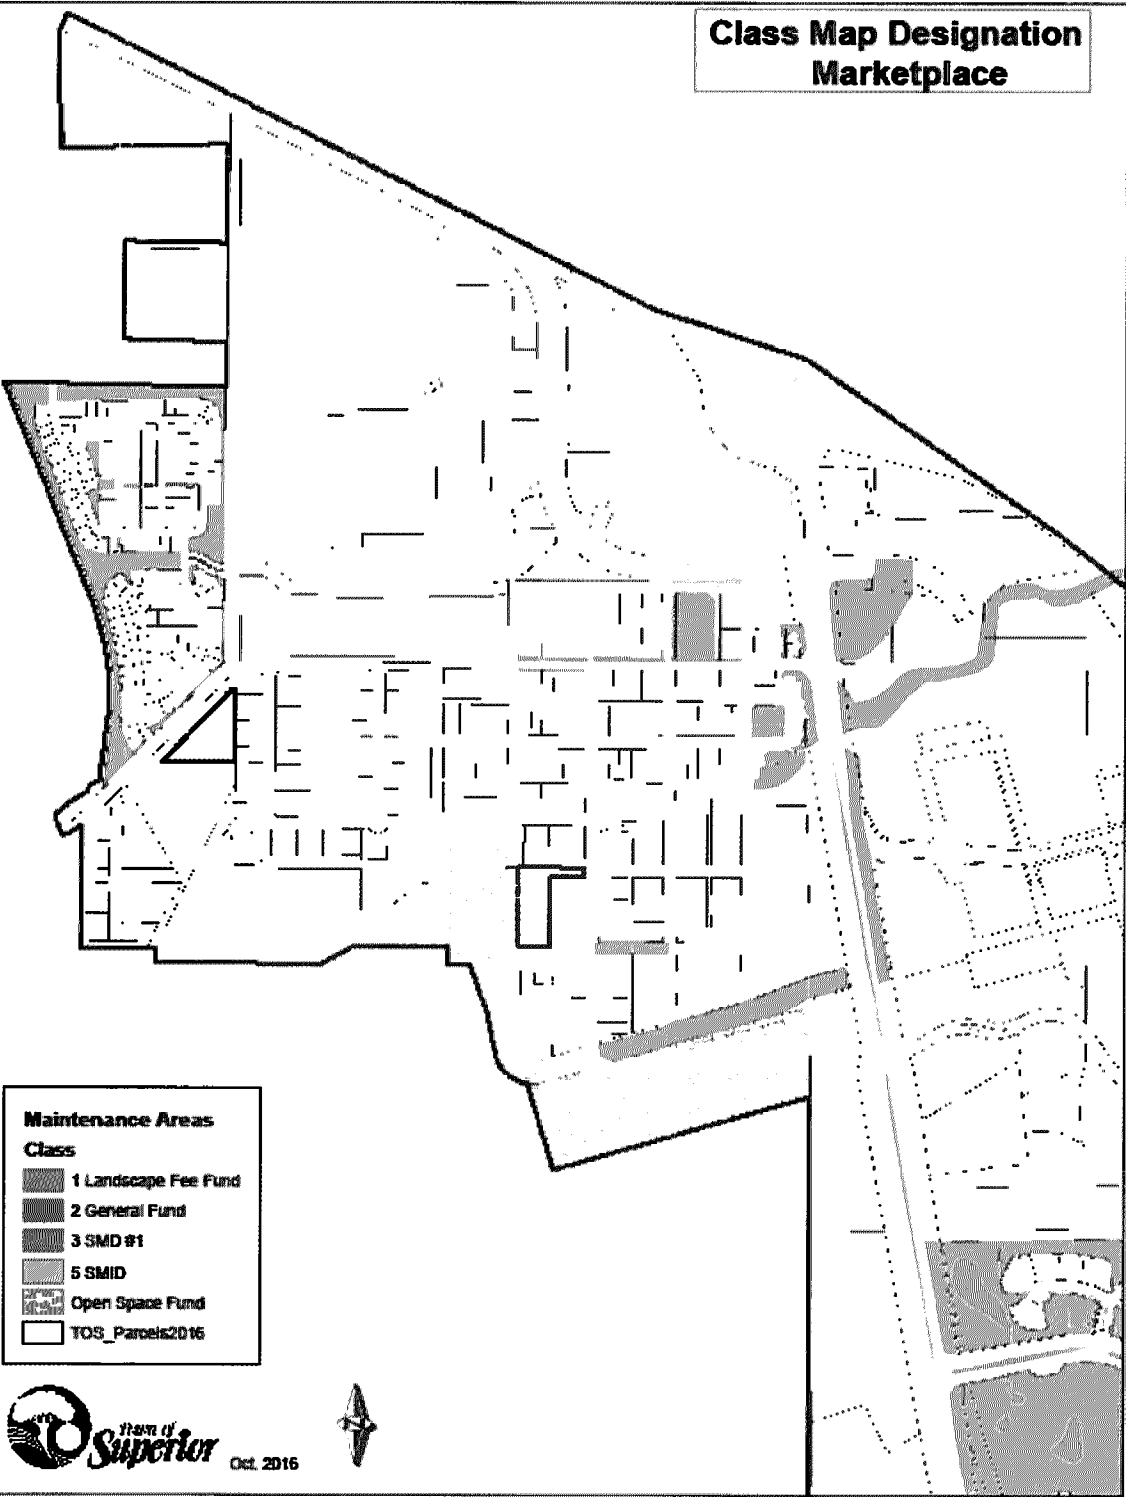 Class Map Designation
Marketplace
Maintenance Areas
Class
1 Landscape Fee Fund
2 General Fund
3 SMD #1
5 SMID
Open Space Fund
TOS_Parcels2016
Town of
Superior
Oct. 2016
N